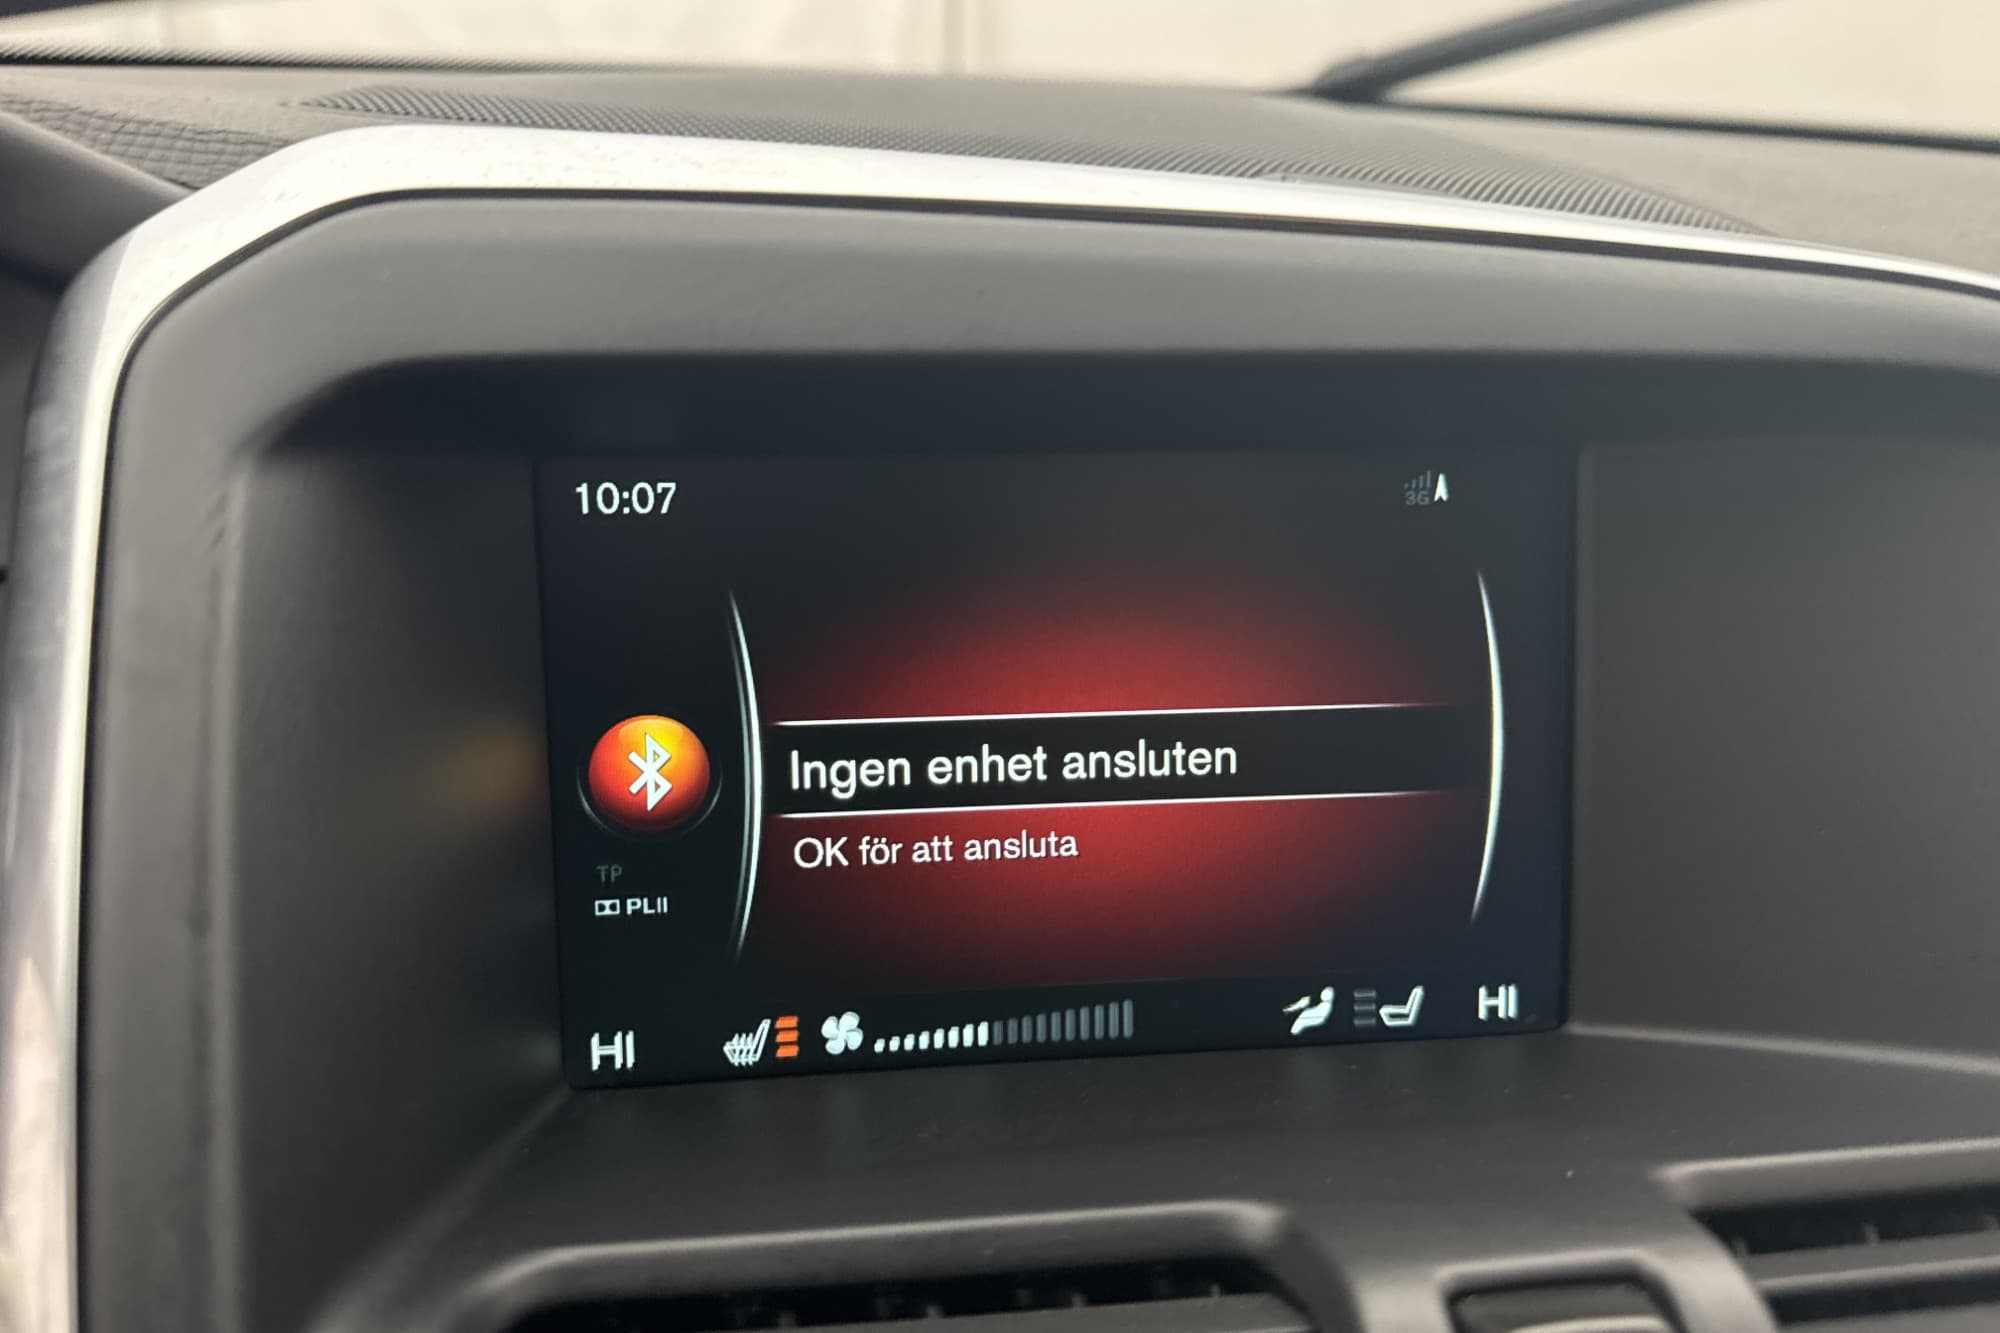 10:07
3G
Ingen enhet ansluten
OK för att ansluta
TP
PLII
HI
HI